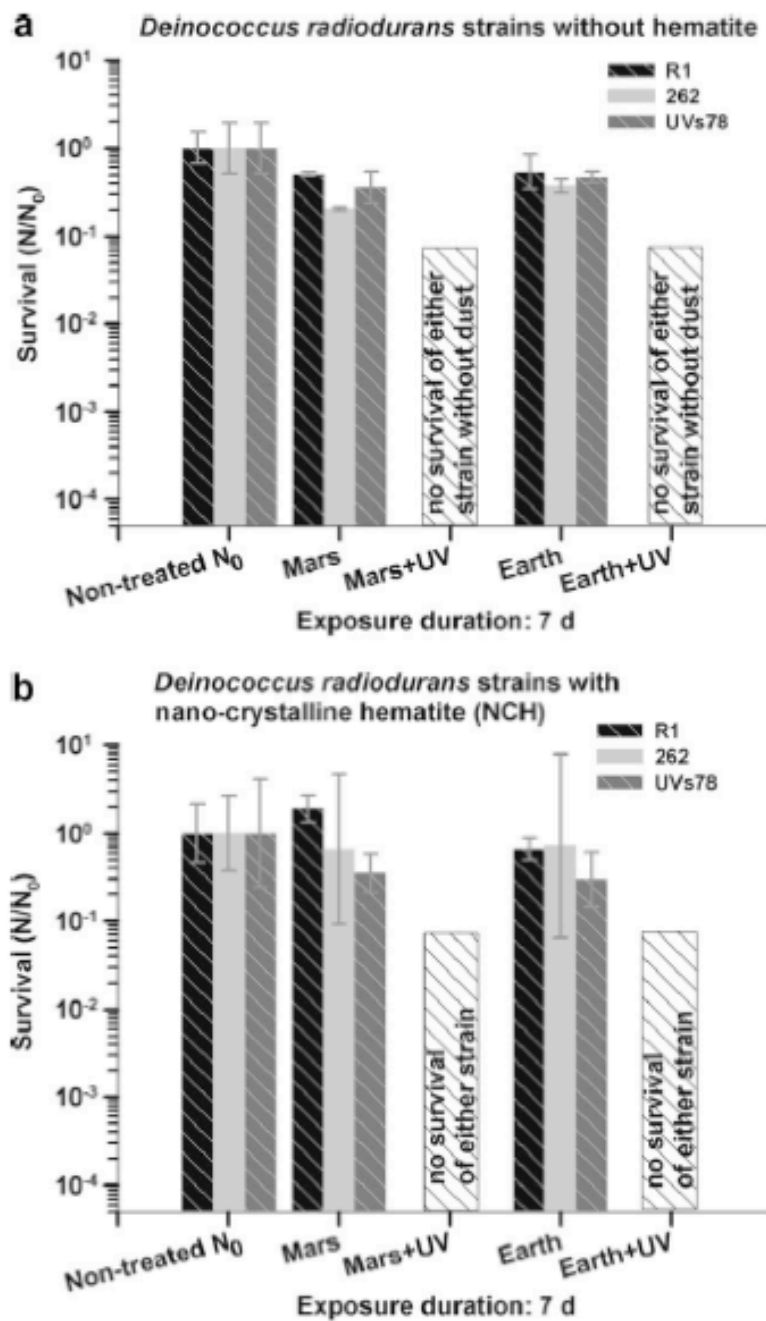 a
Deinococcus radiodurans strains without hematite
R1
262
UVs78
Survival (N/N₀)
10¹
10⁰
10⁻¹
10⁻²
10⁻³
10⁻⁴
no survival of either
strain without dust
no survival of either
strain without dust
Non-treated N₀
Mars
Mars+UV
Earth
Earth+UV
Exposure duration: 7 d
b
Deinococcus radiodurans strains with
nano-crystalline hematite (NCH)
R1
262
UVs78
Survival (N/N₀)
10¹
10⁰
10⁻¹
10⁻²
10⁻³
10⁻⁴
no survival
of either strain
no survival
of either strain
Non-treated N₀
Mars
Mars+UV
Earth
Earth+UV
Exposure duration: 7 d